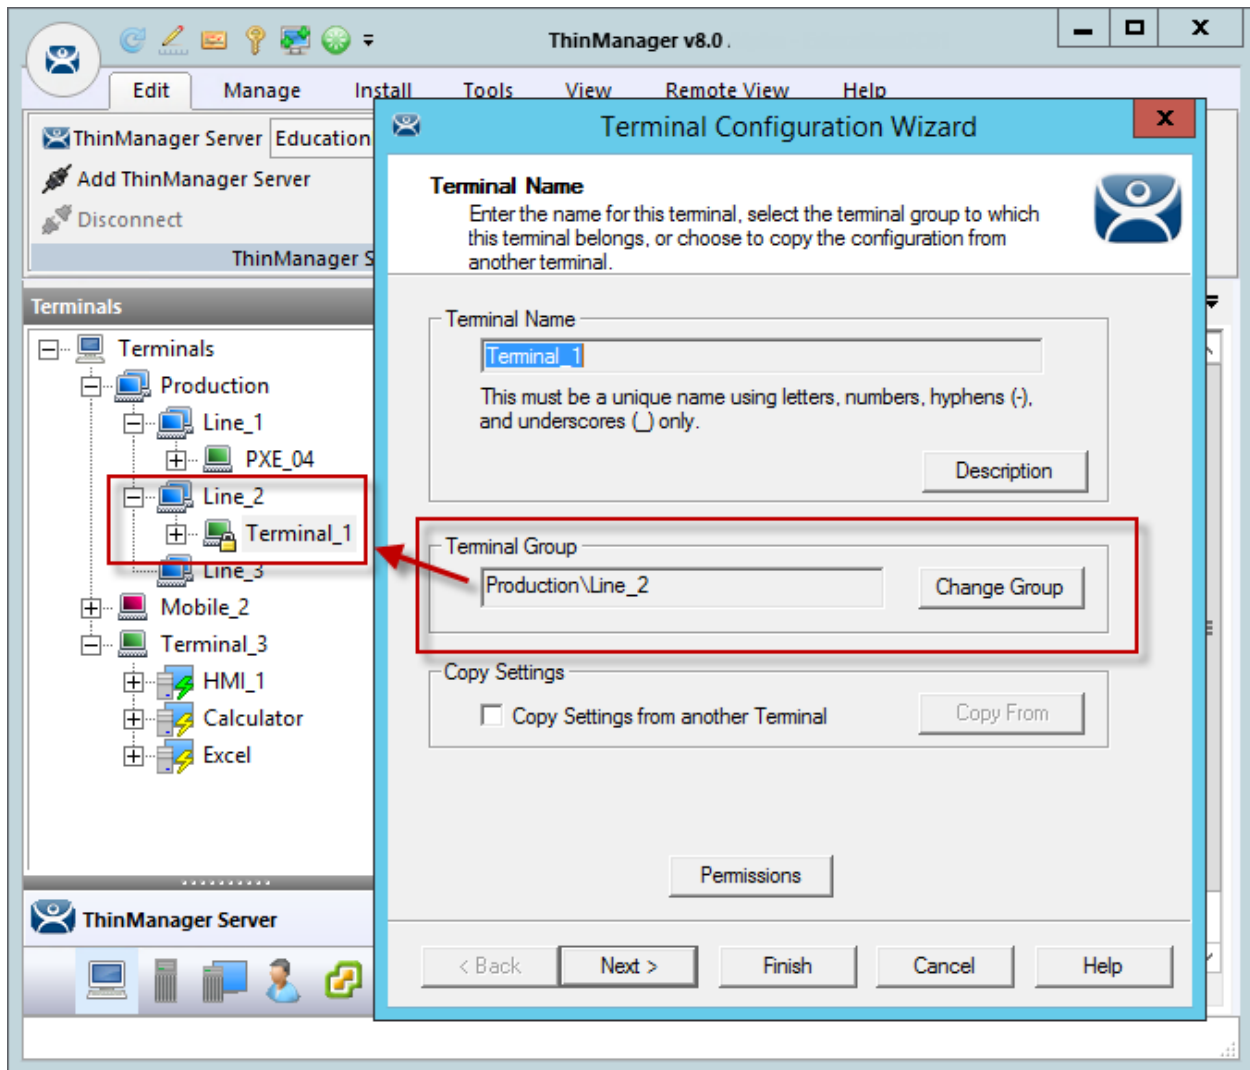 ThinManager v8.0 .
Edit Manage Install Tools View Remote View Help
ThinManager Server Education
Add ThinManager Server
Disconnect
ThinManager S
Terminals
Terminals
Production
Line_1
PXE_04
Line_2
Terminal_1
Line_3
Mobile_2
Terminal_3
HMI_1
Calculator
Excel
ThinManager Server
Terminal Configuration Wizard
Terminal Name
Enter the name for this terminal, select the terminal group to which
this terminal belongs, or choose to copy the configuration from
another terminal.
Terminal Name
Terminal_1
This must be a unique name using letters, numbers, hyphens (-),
and underscores (_) only.
Description
Terminal Group
Production\Line_2
Change Group
Copy Settings
Copy Settings from another Terminal
Copy From
Permissions
< Back Next > Finish Cancel Help